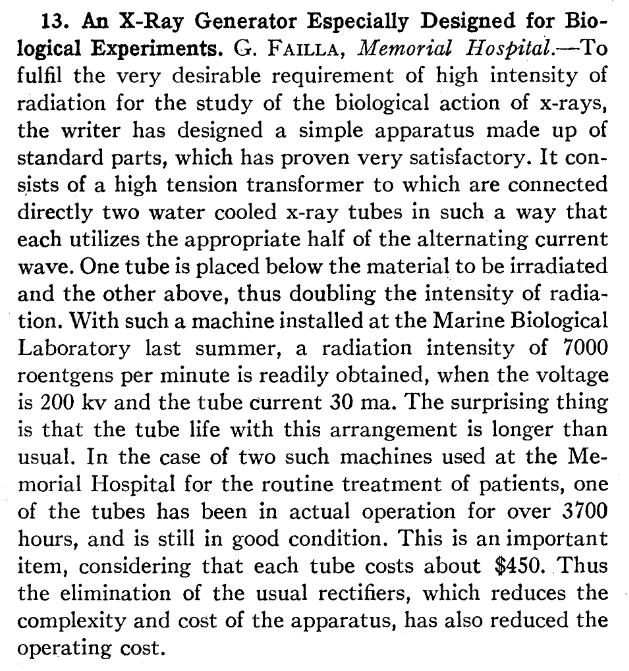 13. An X-Ray Generator Especially Designed for Bio-
logical Experiments. G. FAILLA, Memorial Hospital.—To
fulfil the very desirable requirement of high intensity of
radiation for the study of the biological action of x-rays,
the writer has designed a simple apparatus made up of
standard parts, which has proven very satisfactory. It con-
sists of a high tension transformer to which are connected
directly two water cooled x-ray tubes in such a way that
each utilizes the appropriate half of the alternating current
wave. One tube is placed below the material to be irradiated
and the other above, thus doubling the intensity of radia-
tion. With such a machine installed at the Marine Biological
Laboratory last summer, a radiation intensity of 7000
roentgens per minute is readily obtained, when the voltage
is 200 kv and the tube current 30 ma. The surprising thing
is that the tube life with this arrangement is longer than
usual. In the case of two such machines used at the Me-
morial Hospital for the routine treatment of patients, one
of the tubes has been in actual operation for over 3700
hours, and is still in good condition. This is an important
item, considering that each tube costs about $450. Thus
the elimination of the usual rectifiers, which reduces the
complexity and cost of the apparatus, has also reduced the
operating cost.